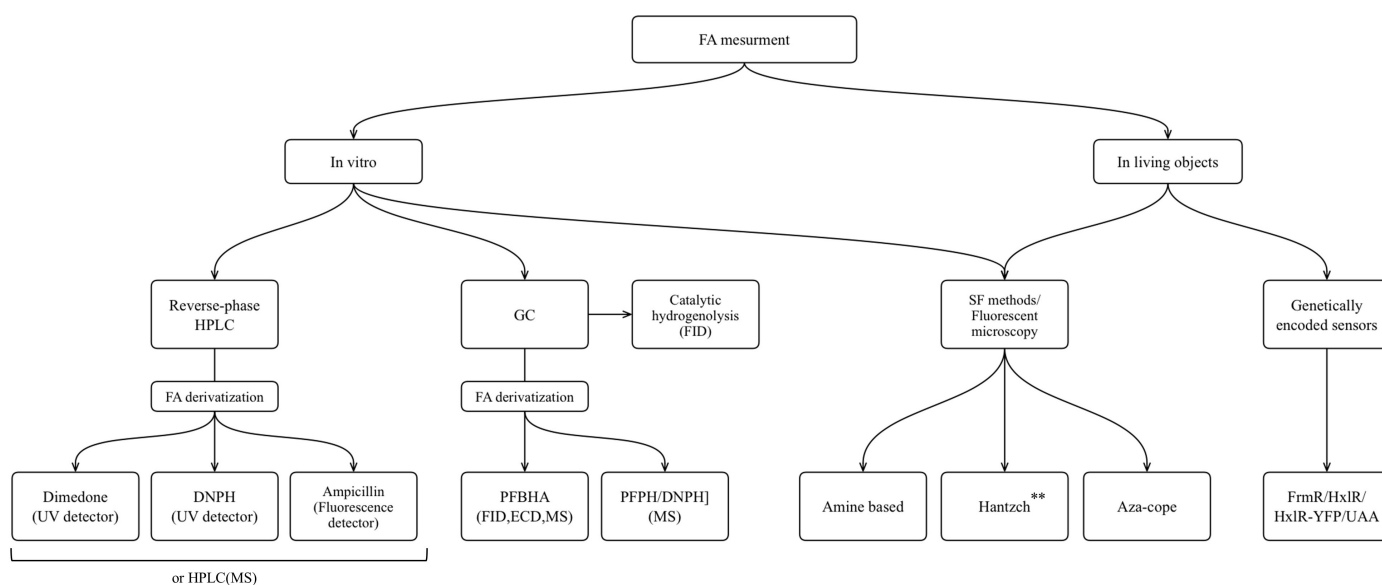 FA mesurment
In vitro
In living objects
Reverse-phase
HPLC
GC
Catalytic
hydrogenolysis
(FID)
SF methods/
Fluorescent
microscopy
Genetically
encoded sensors
FA derivatization
FA derivatization
Dimedone
(UV detector)
DNPH
(UV detector)
Ampicillin
(Fluorescence
detector)
PFBHA
(FID,ECD,MS)
PFPH/DNPH]
(MS)
Amine based
Hantzch**
Aza-cope
FrmR/HxlR/
HxlR-YFP/UAA
or HPLC(MS)